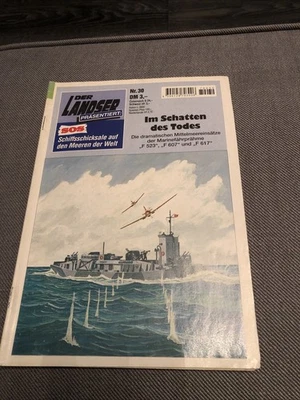 DER
LANDSER
PRÄSENTIERT
SOS
Schiffsschicksale auf
den Meeren der Welt
Nr. 30
DM 3,–
Im Schatten
des Todes
Die dramatischen Mittelmeereinsätze
der Marinefährprähme
„F 523“, „F 607“ und „F 617“